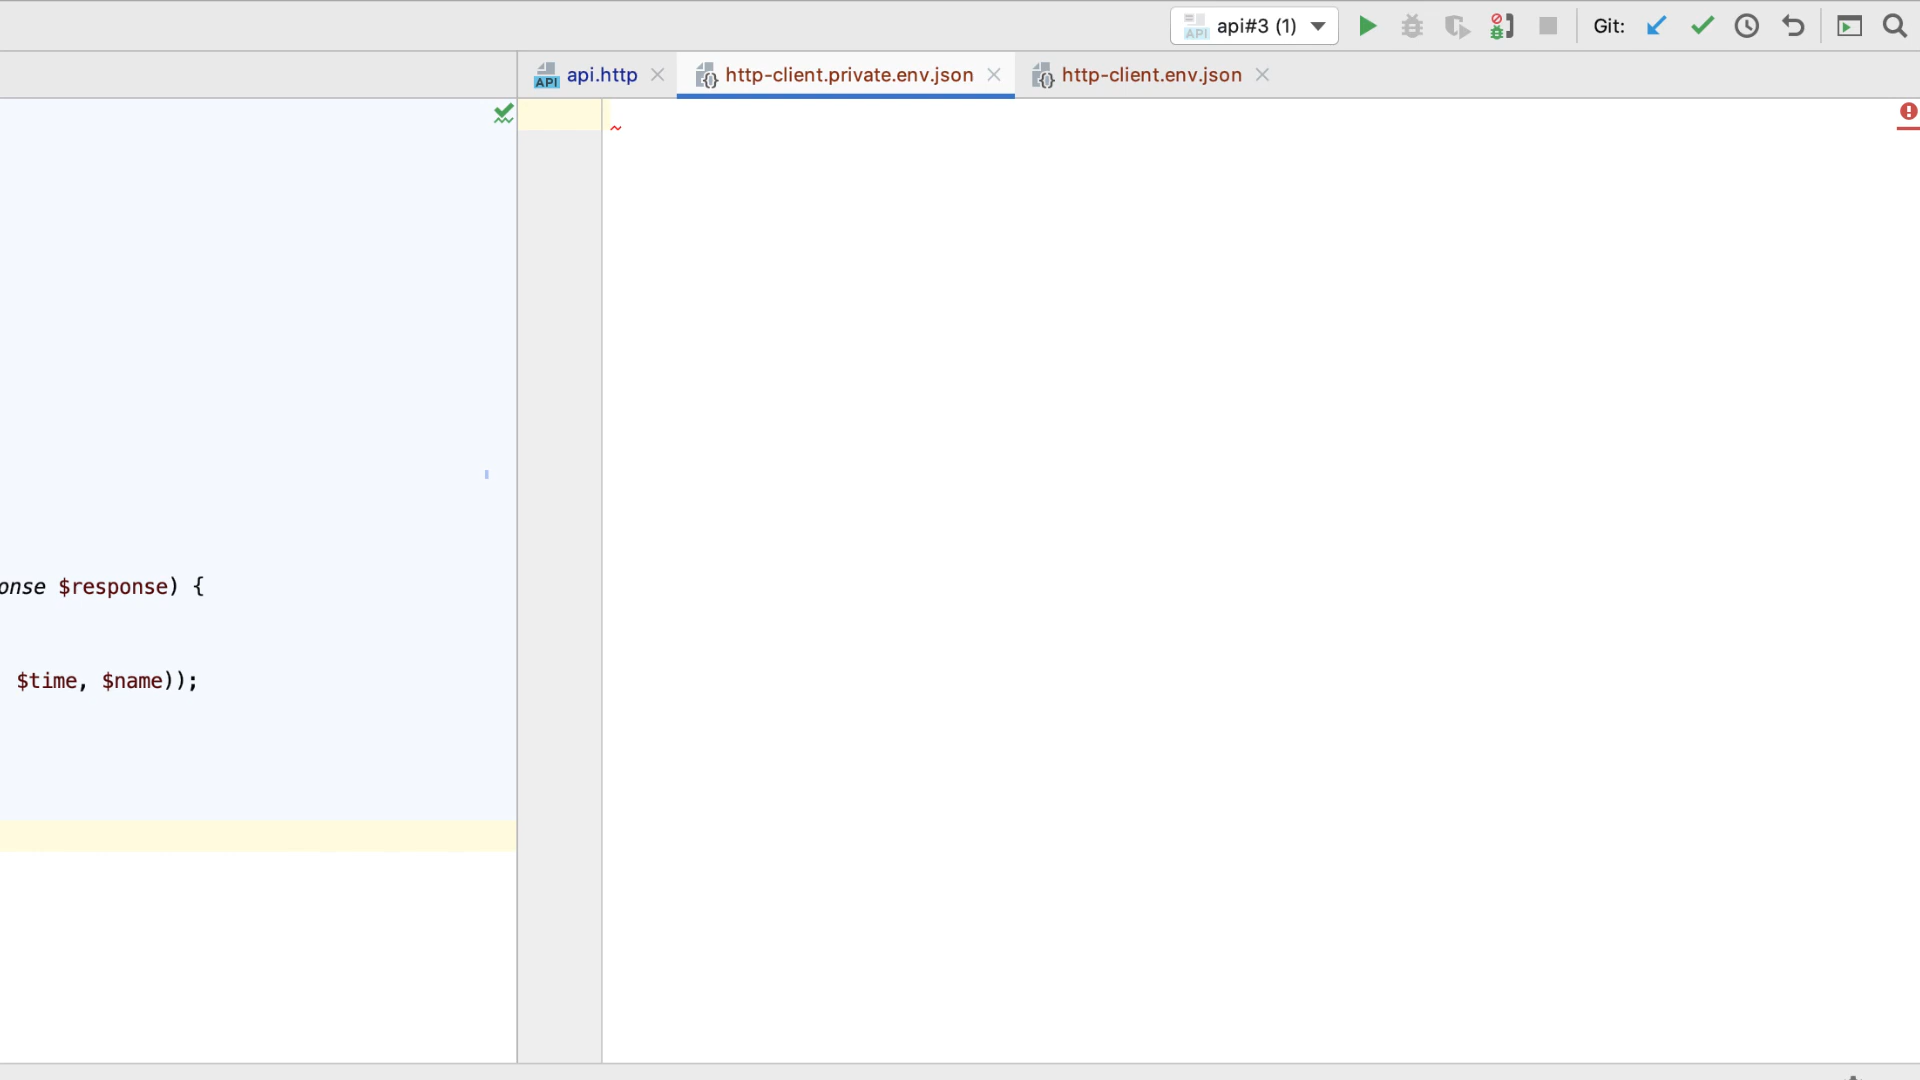 api#3 (1)
Git:
api.http
http-client.private.env.json
http-client.env.json
onse $response) {
$time, $name));